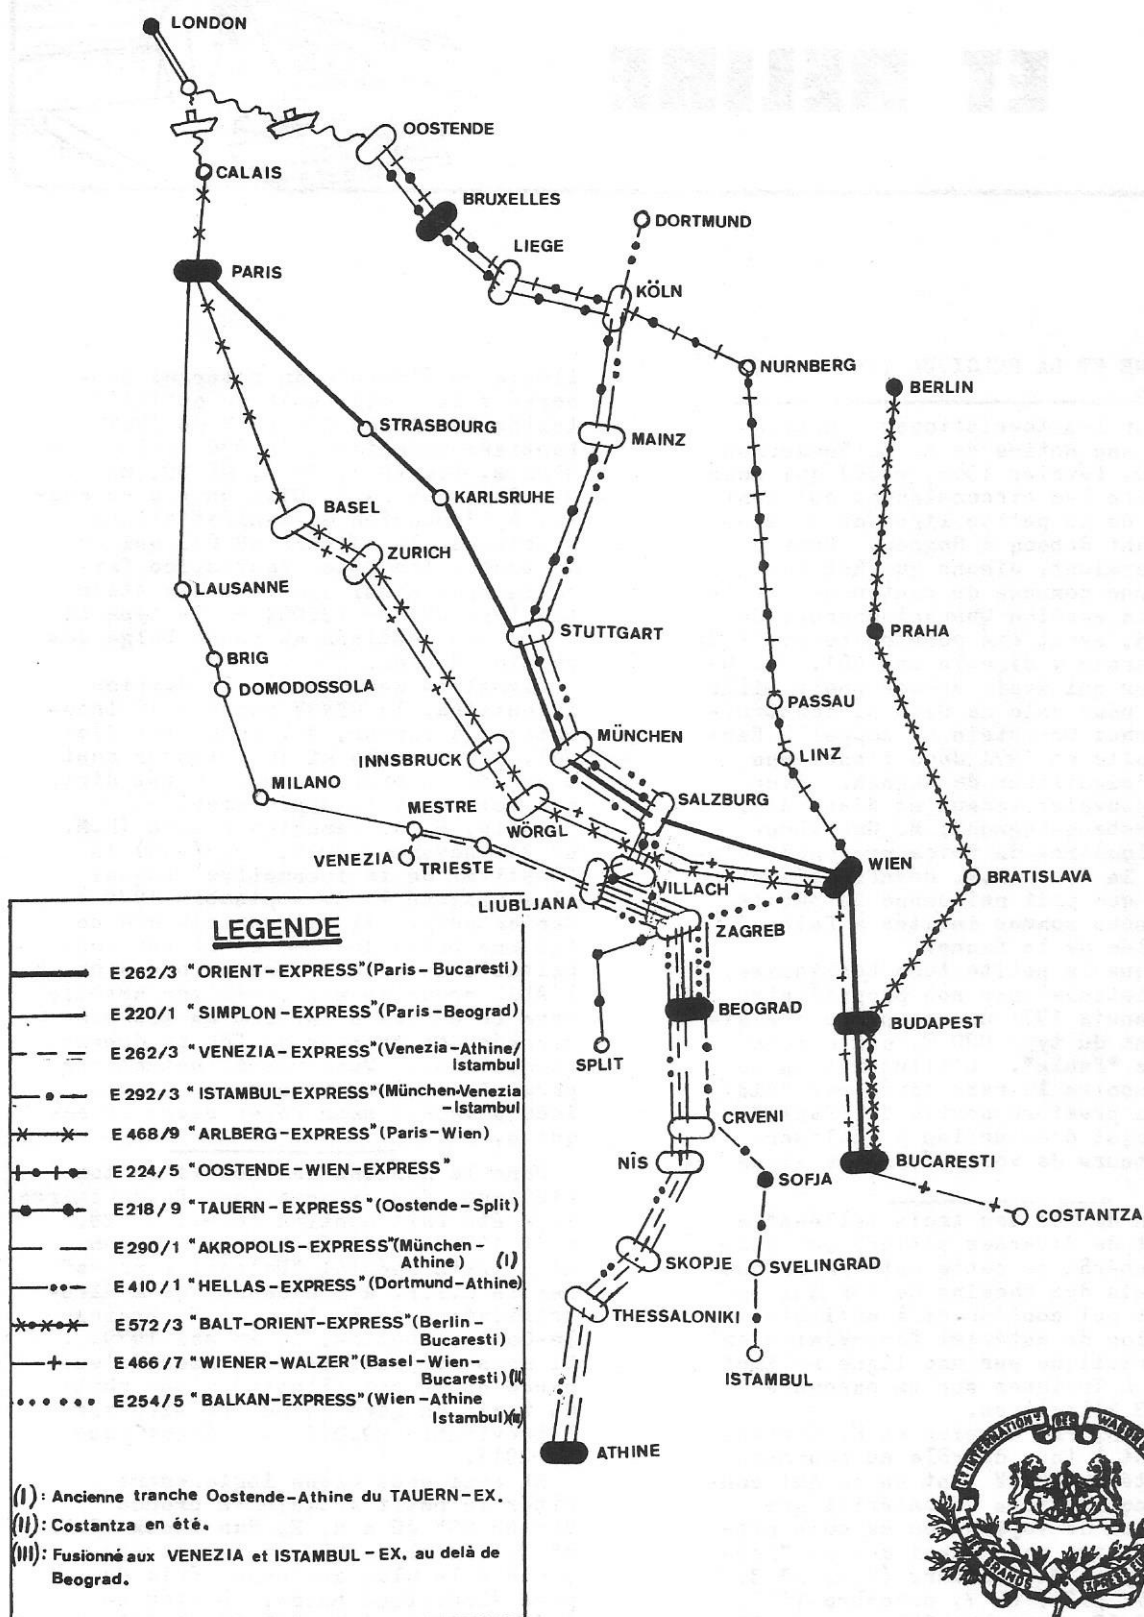 LONDON
OOSTENDE
CALAIS
BRUXELLES
DORTMUND
LIEGE
PARIS
KÖLN
NURNBERG
BERLIN
STRASBOURG
MAINZ
KARLSRUHE
BASEL
ZURICH
LAUSANNE
STUTTGART
PRAHA
BRIG
DOMODOSSOLA
PASSAU
MÜNCHEN
LINZ
INNSBRUCK
MILANO
SALZBURG
MESTRE
WÖRGL
VENEZIA
TRIESTE
WIEN
VILLACH
BRATISLAVA
LIUBLJANA
ZAGREB
BEOGRAD
BUDAPEST
SPLIT
CRVENI
NÎS
BUCARESTI
SOFJA
COSTANTZA
SKOPJE
SVELINGRAD
THESSALONIKI
ISTAMBUL
ATHINE
LEGENDE
E 262/3 "ORIENT-EXPRESS" (Paris-Bucaresti)
E 220/1 "SIMPLON-EXPRESS" (Paris-Beograd)
E 262/3 "VENEZIA-EXPRESS" (Venezia-Athine/
Istambul
E 292/3 "ISTAMBUL-EXPRESS" (München-Venezia
-Istambul
E 468/9 "ARLBERG-EXPRESS" (Paris-Wien)
E 224/5 "OOSTENDE-WIEN-EXPRESS"
E 218/9 "TAUERN-EXPRESS" (Oostende-Split)
E 290/1 "AKROPOLIS-EXPRESS" (München-
Athine) (I)
E 410/1 "HELLAS-EXPRESS" (Dortmund-Athine)
E 572/3 "BALT-ORIENT-EXPRESS" (Berlin-
Bucaresti)
E 466/7 "WIENER-WALZER" (Basel-Wien-
Bucaresti) (II)
E 254/5 "BALKAN-EXPRESS" (Wien-Athine
Istambul) (III)
(I): Ancienne tranche Oostende-Athine du TAUERN-EX.
(II): Costantza en été.
(III): Fusionné aux VENEZIA et ISTAMBUL-EX. au delà de
Beograd.
GRANDS